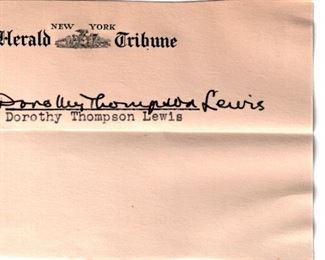 NEW YORK
Herald Tribune
Dorothy Thompson Lewis
Dorothy Thompson Lewis